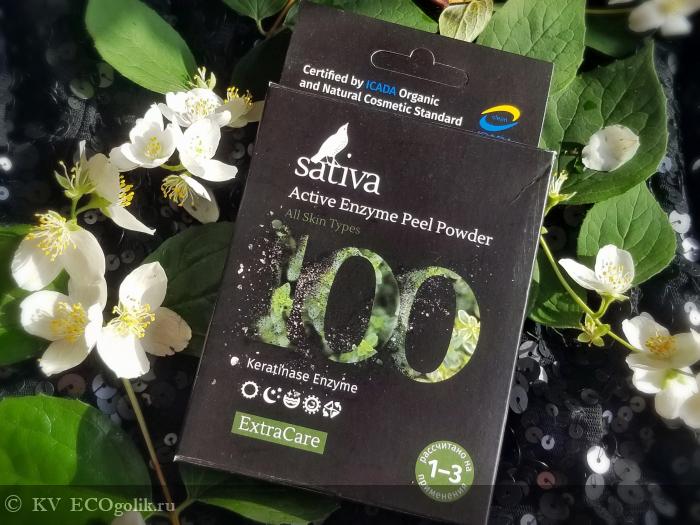 Certified by ICADA Organic
and Natural Cosmetic Standard
clean
sativa
Active Enzyme Peel Powder
All Skin Types
100
Keratinase Enzyme
ExtraCare
рассчитано на
1–3
применения
© KV ECOgolik.ru